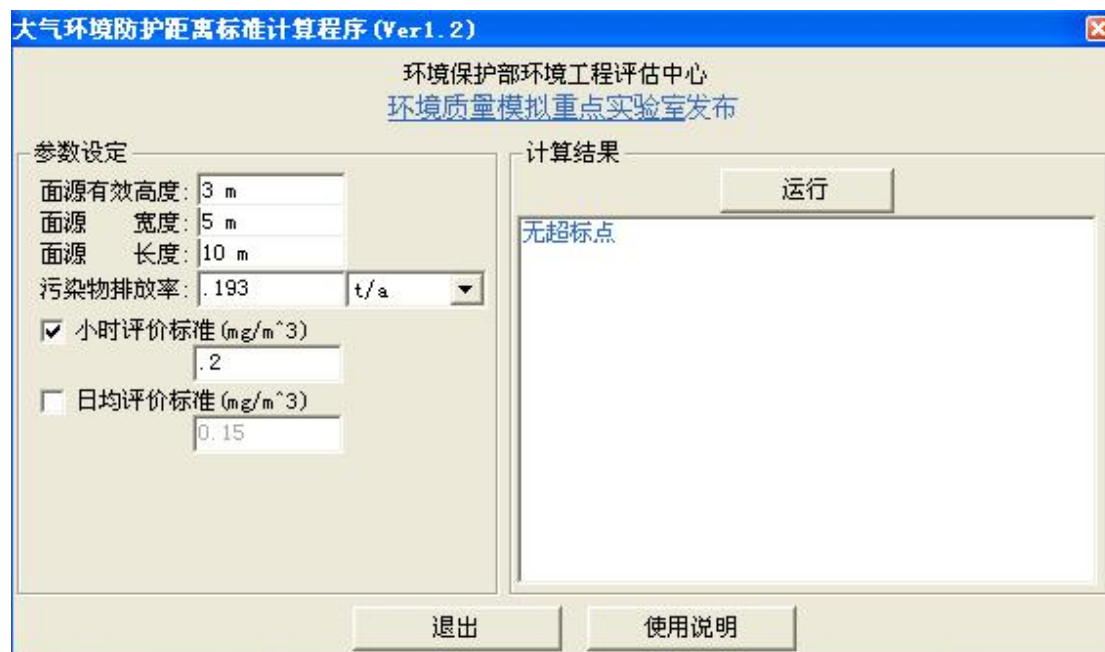 大气环境防护距离标准计算程序(Ver1.2)
环境保护部环境工程评估中心
环境质量模拟重点实验室发布
参数设定
面源有效高度: 3 m
面源 宽度: 5 m
面源 长度: 10 m
污染物排放率: .193 t/a
小时评价标准(mg/m^3)
.2
日均评价标准(mg/m^3)
0.15
计算结果
运行
无超标点
退出
使用说明